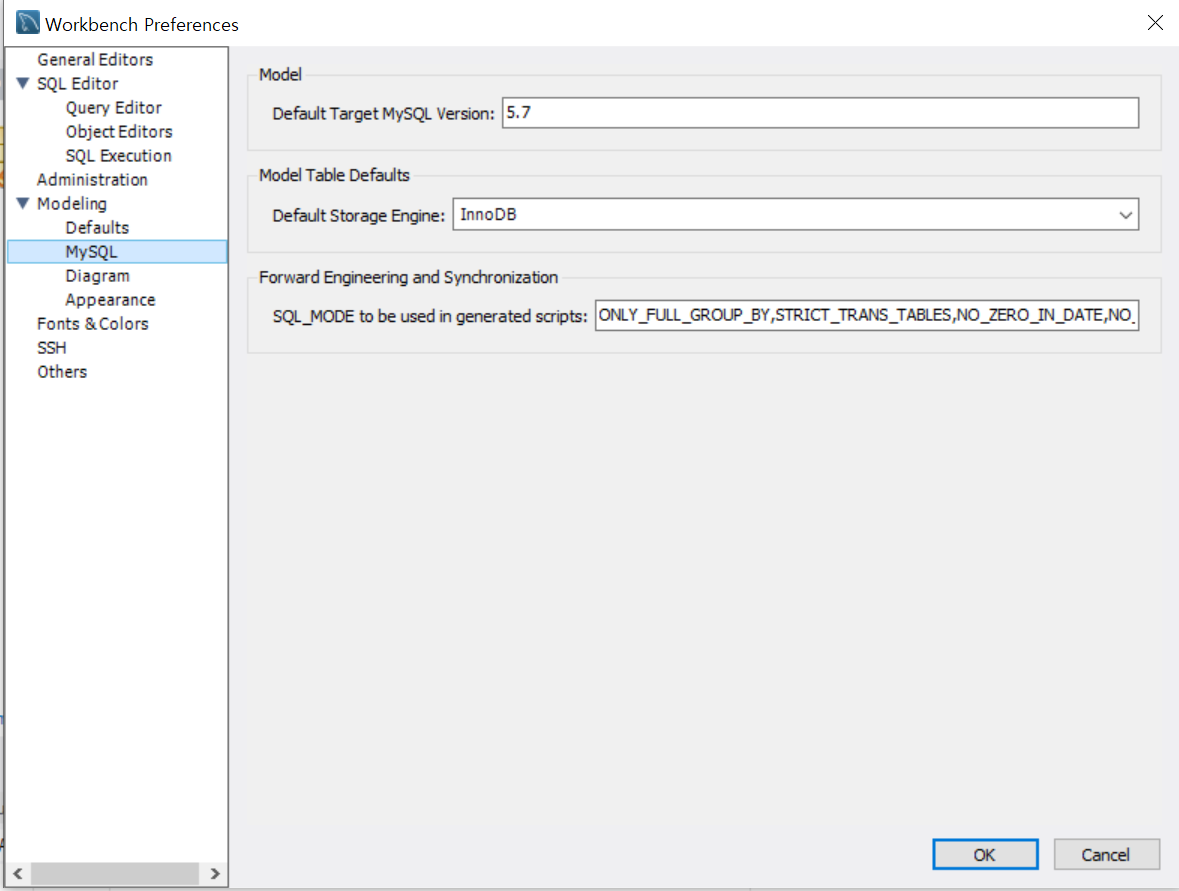 Workbench Preferences
General Editors
SQL Editor
Query Editor
Object Editors
SQL Execution
Administration
Modeling
Defaults
MySQL
Diagram
Appearance
Fonts & Colors
SSH
Others
Model
Default Target MySQL Version: 5.7
Model Table Defaults
Default Storage Engine: InnoDB
Forward Engineering and Synchronization
SQL_MODE to be used in generated scripts: ONLY_FULL_GROUP_BY,STRICT_TRANS_TABLES,NO_ZERO_IN_DATE,NO_
OK Cancel